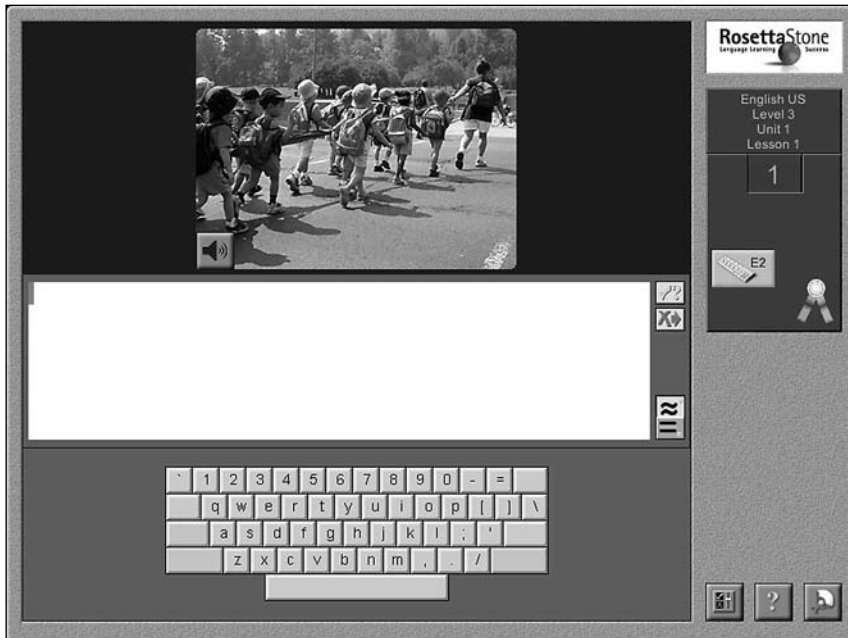 RosettaStone
Language Learning Success
English US
Level 3
Unit 1
Lesson 1
1
E2
?
X
≈
=
` 1 2 3 4 5 6 7 8 9 0 - =
q w e r t y u i o p [ ] \
a s d f g h j k l ; '
z x c v b n m , . /
?